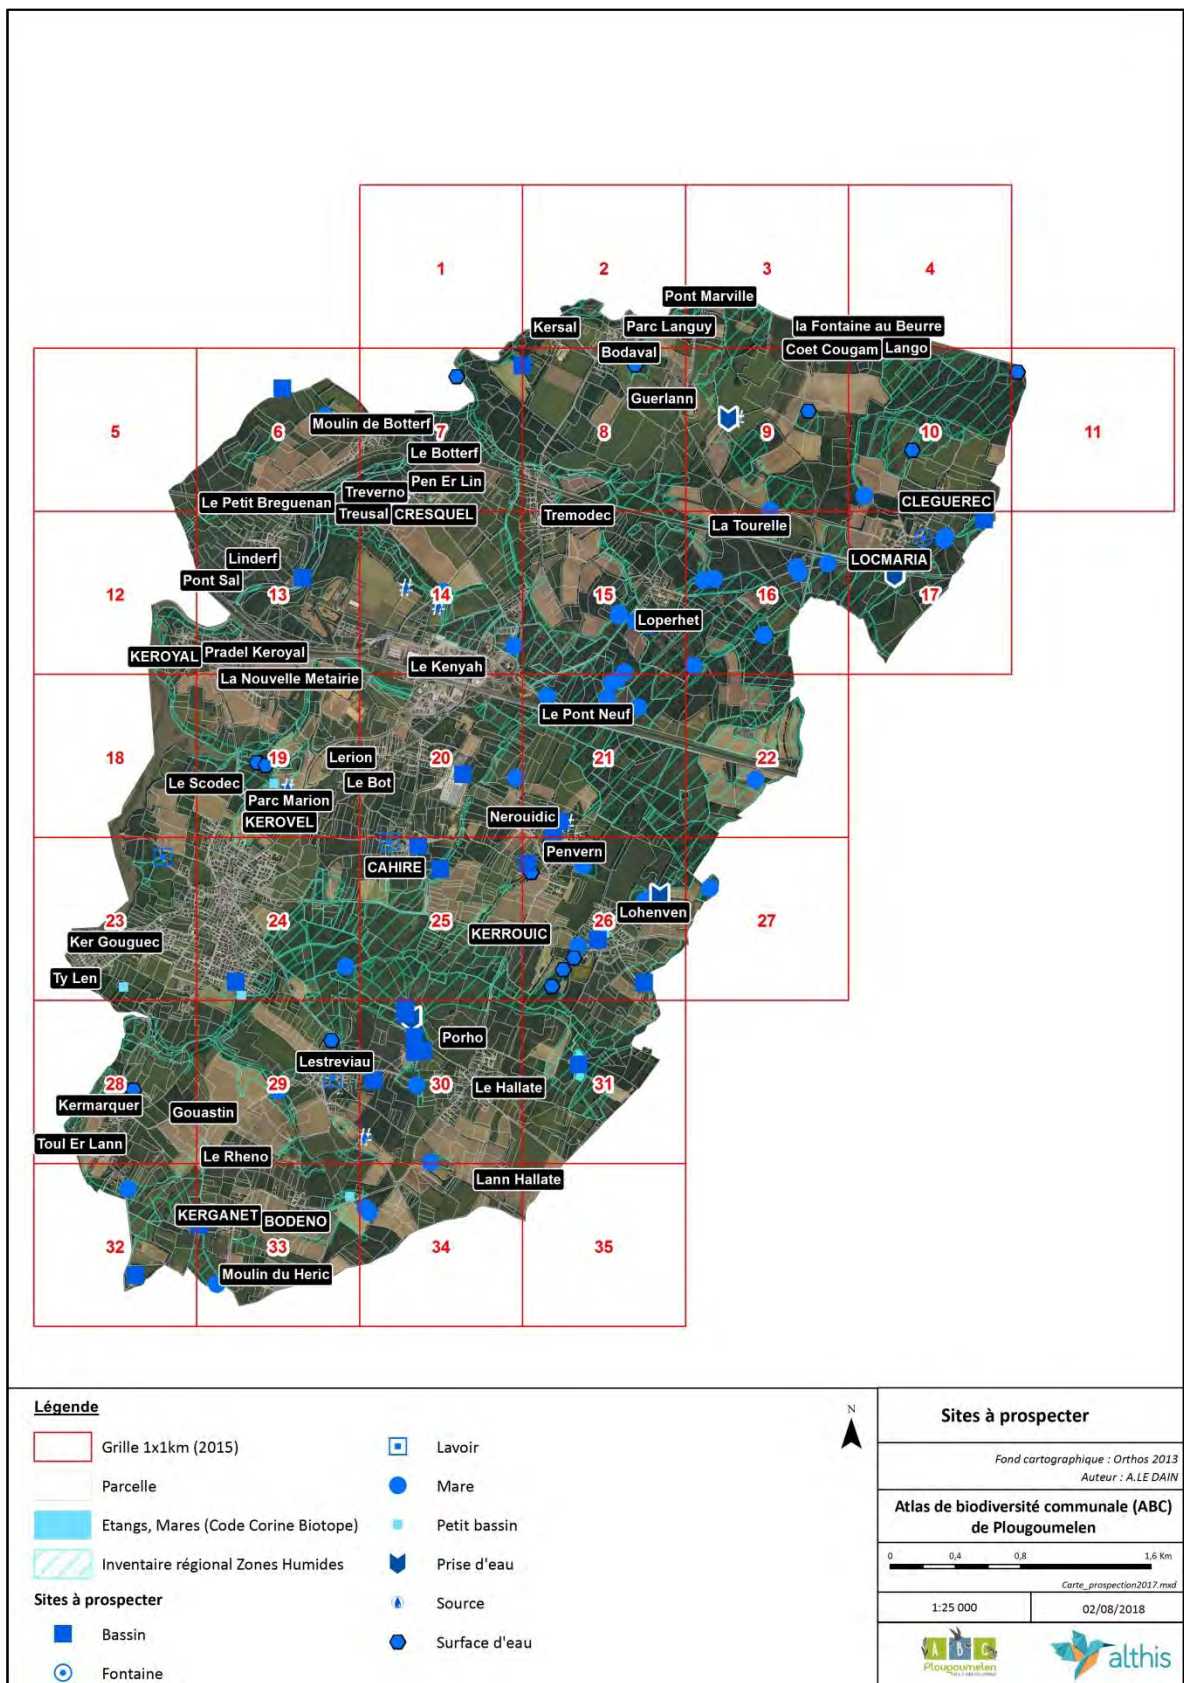 1
2
3
4
Pont Marville
Kersal
Parc Languy
la Fontaine au Beurre
Bodaval
Coet Cougam
Lango
Guerlann
5
6
7
8
9
10
11
Moulin de Botterf
Le Botterf
Pen Er Lin
Treverno
Le Petit Breguenan
Treusal
CRESQUEL
Tremodec
La Tourelle
CLEGUEREC
Linderf
LOCMARIA
Pont Sal
12
13
14
15
16
17
Loperhet
KEROYAL
Pradel Keroyal
La Nouvelle Metairie
Le Kenyah
Le Pont Neuf
18
19
20
21
22
Lerion
Le Scodec
Le Bot
Parc Marion
KEROVEL
Nerouidic
Penvern
CAHIRE
Lohenven
23
24
25
26
27
Ker Gouguec
KERROUIC
Ty Len
Porho
Lestreviau
28
29
30
31
Le Hallate
Kermarquer
Gouastin
Toul Er Lann
Le Rheno
Lann Hallate
KERGANET
BODENO
32
33
34
35
Moulin du Heric
Légende
Grille 1x1km (2015)
Parcelle
Etangs, Mares (Code Corine Biotope)
Inventaire régional Zones Humides
Sites à prospecter
Bassin
Fontaine
Lavoir
Mare
Petit bassin
Prise d'eau
Source
Surface d'eau
N
Sites à prospecter
Fond cartographique : Orthos 2013
Auteur : A.LE DAIN
Atlas de biodiversité communale (ABC)
de Plougoumelen
0 0,4 0,8 1,6 Km
Carte_prospection2017.mxd
1:25 000
02/08/2018
A B C
Plougoumelen
althis